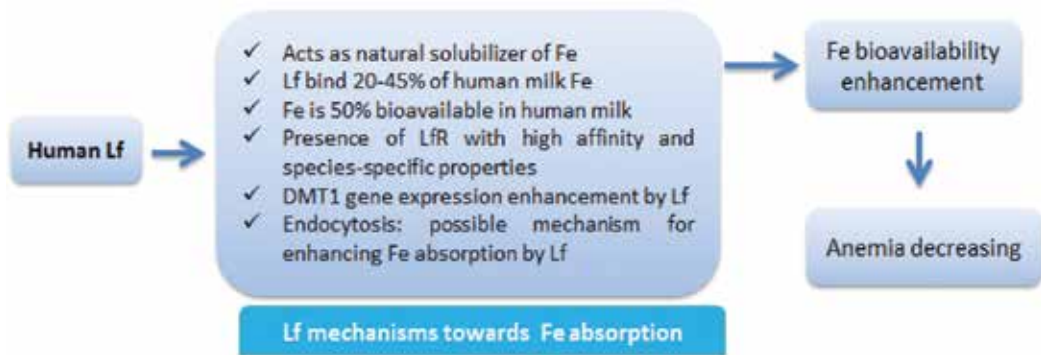 Human Lf
✓ Acts as natural solubilizer of Fe
✓ Lf bind 20-45% of human milk Fe
✓ Fe is 50% bioavailable in human milk
✓ Presence of LfR with high affinity and
species-specific properties
✓ DMT1 gene expression enhancement by Lf
✓ Endocytosis: possible mechanism for
enhancing Fe absorption by Lf
Lf mechanisms towards Fe absorption
Fe bioavailability
enhancement
Anemia decreasing